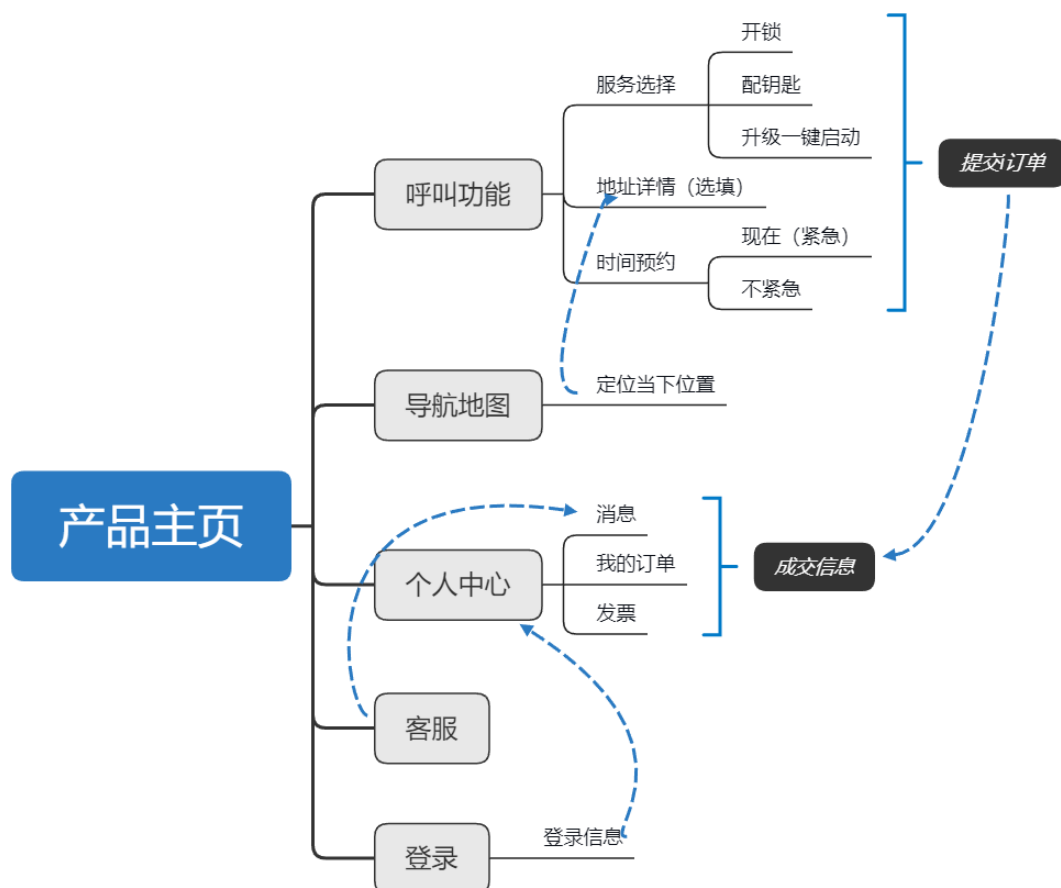 产品主页
呼叫功能
服务选择
开锁
配钥匙
升级一键启动
地址详情（选填）
时间预约
现在（紧急）
不紧急
提交订单
导航地图
定位当下位置
个人中心
消息
我的订单
发票
成交信息
客服
登录
登录信息